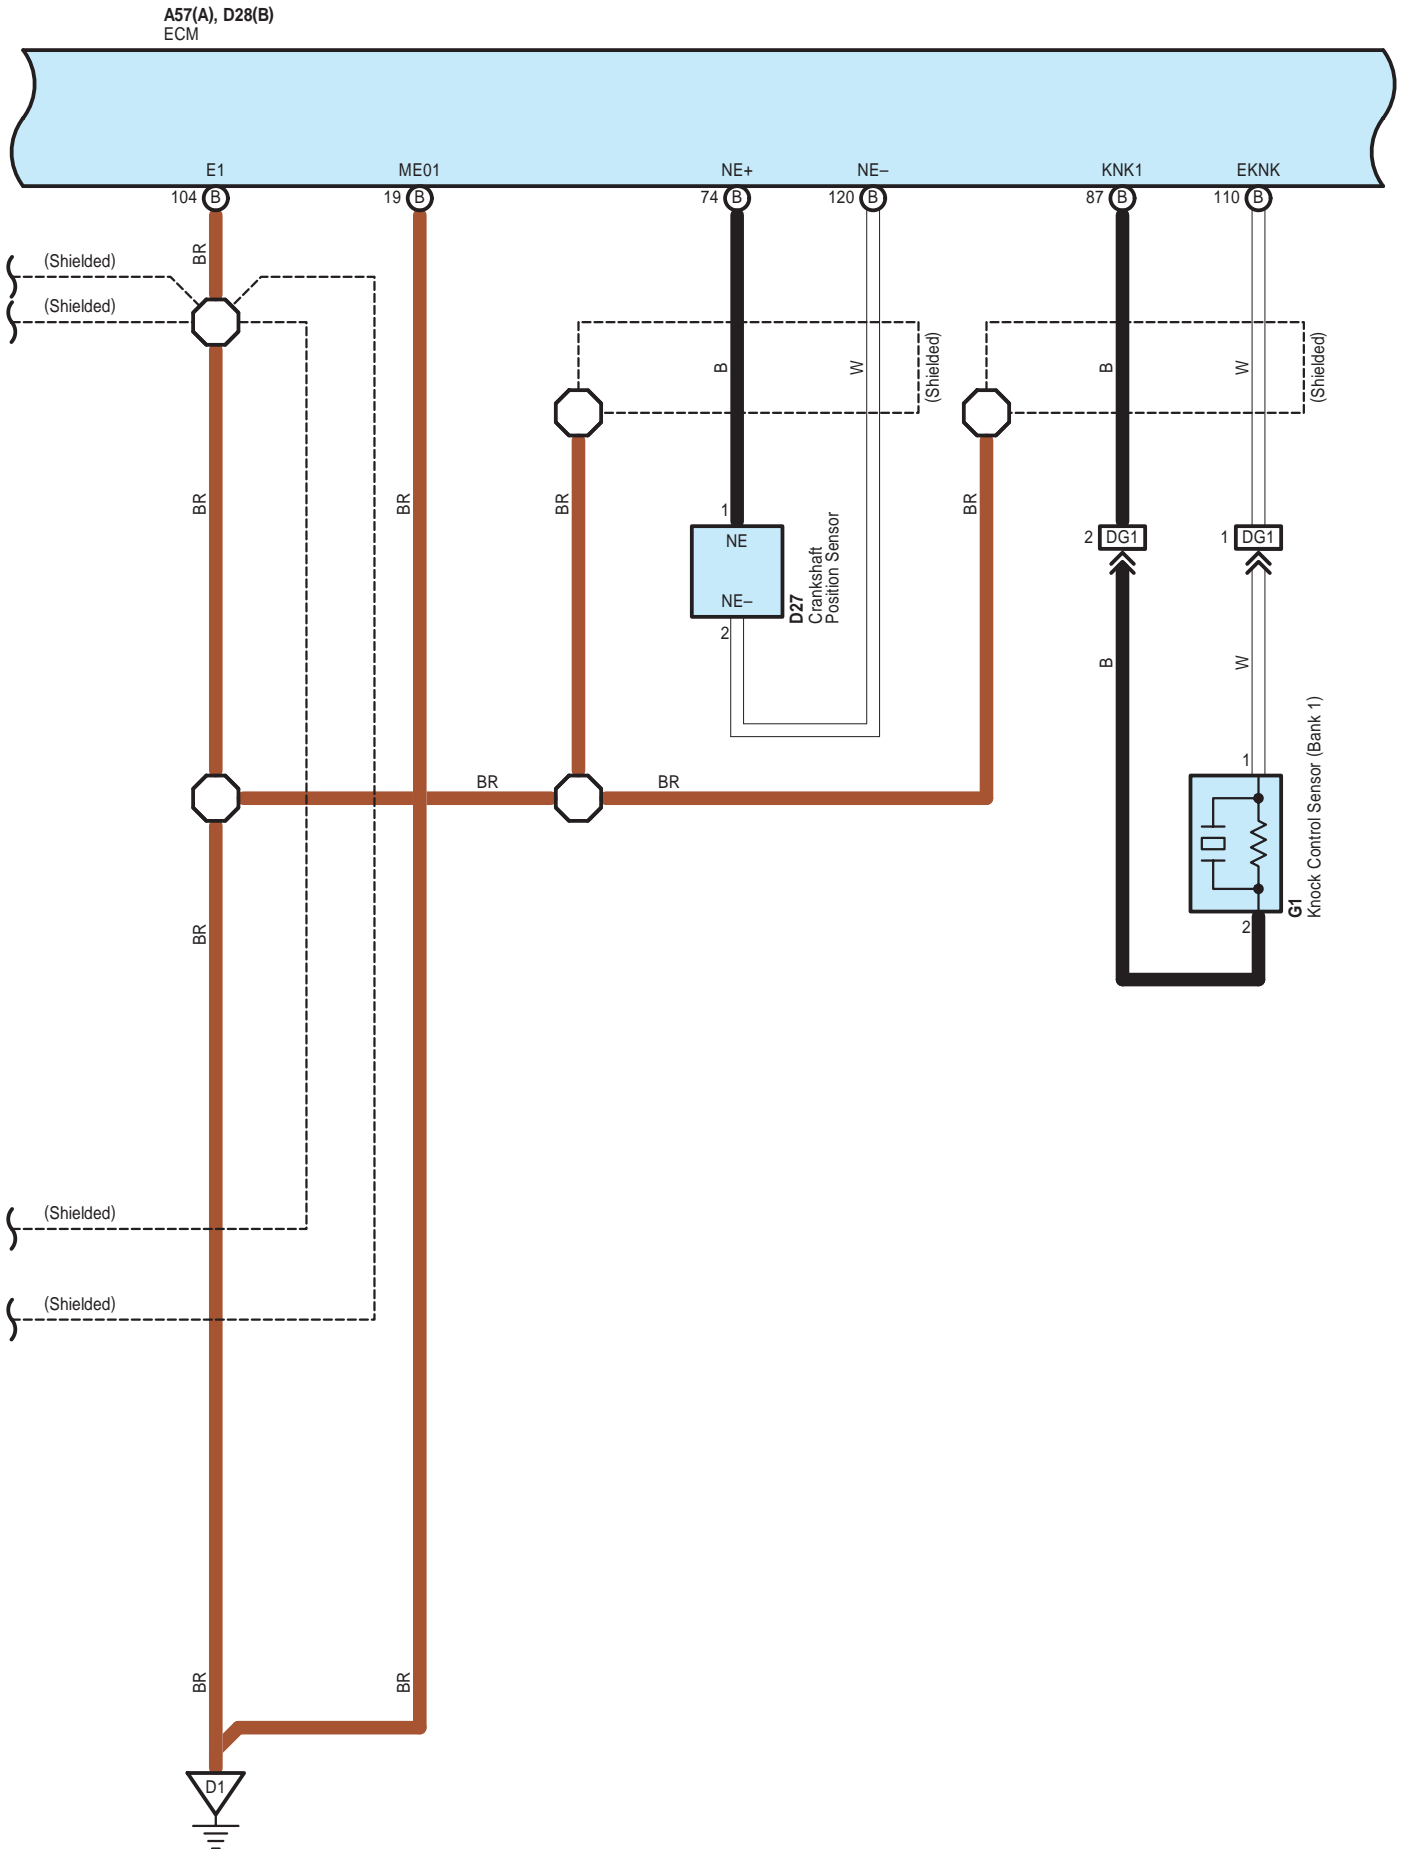 A57(A), D28(B)
ECM
E1
ME01
NE+
NE–
KNK1
EKNK
104 B
19 B
74 B
120 B
87 B
110 B
BR
(Shielded)
(Shielded)
B
W
(Shielded)
B
W
(Shielded)
BR
BR
BR
BR
1
NE
NE–
2
D27
Crankshaft
Position Sensor
2 DG1
1 DG1
B
W
BR
BR
1
2
G1
Knock Control Sensor (Bank 1)
BR
(Shielded)
(Shielded)
BR
BR
D1